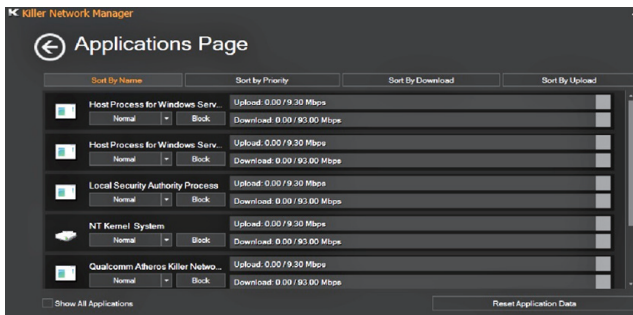 Killer Network Manager
Applications Page
Sort By Name Sort by Priority Sort By Download Sort By Upload
Host Process for Windows Serv... Upload: 0.00 / 9.30 Mbps
Normal Block Download: 0.00 / 93.00 Mbps
Host Process for Windows Serv... Upload: 0.00 / 9.30 Mbps
Normal Block Download: 0.00 / 93.00 Mbps
Local Security Authority Process Upload: 0.00 / 9.30 Mbps
Normal Block Download: 0.00 / 93.00 Mbps
NT Kernel System Upload: 0.00 / 9.30 Mbps
Normal Block Download: 0.00 / 93.00 Mbps
Qualcomm Atheros Killer Netwo... Upload: 0.00 / 9.30 Mbps
Normal Block Download: 0.00 / 93.00 Mbps
Show All Applications Reset Application Data